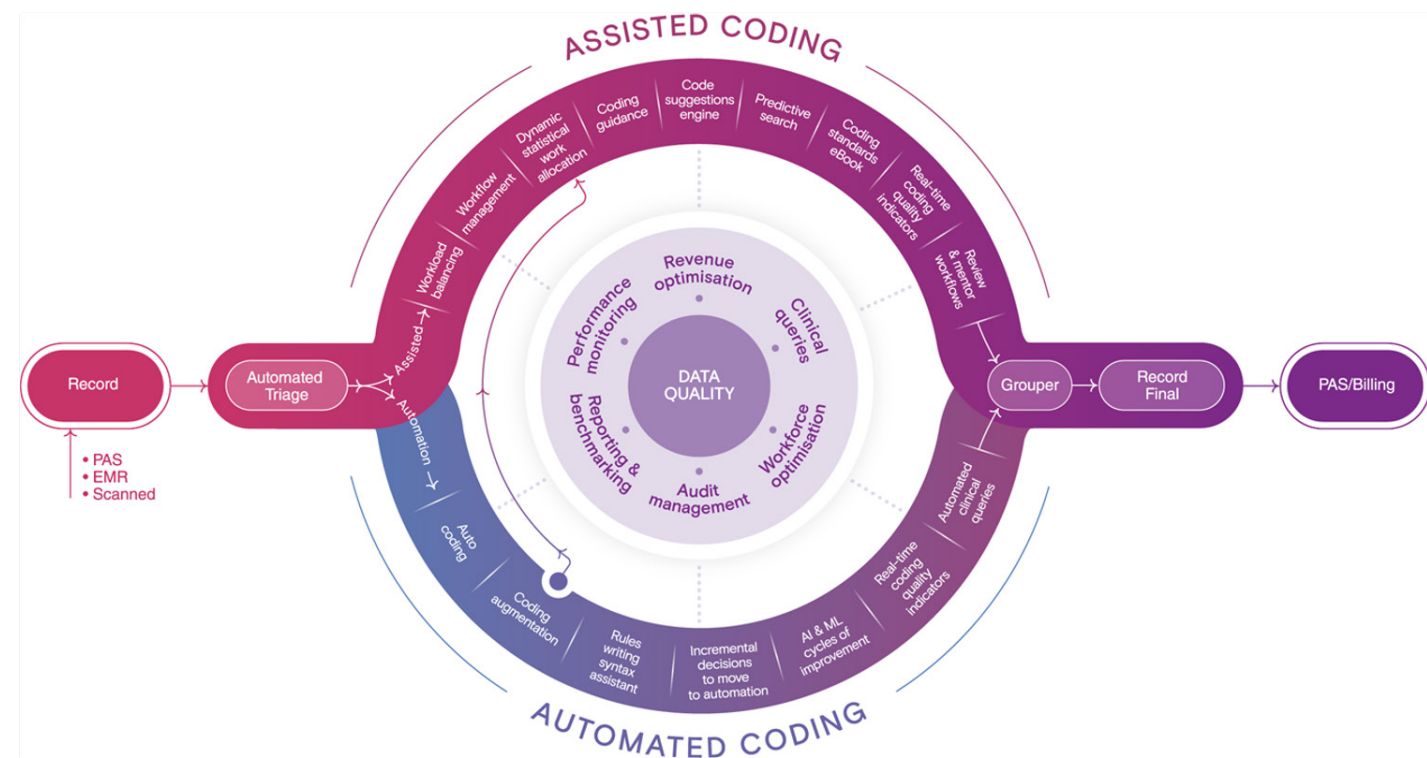 ASSISTED CODING
Record
• PAS
• EMR
• Scanned
Automated
Triage
Assisted
Automation
Workload
balancing
Workflow
management
Dynamic
statistical
work
allocation
Coding
guidance
Code
suggestions
engine
Predictive
search
Coding
standards
eBook
Real-time
coding
quality
indicators
Review
& mentor
workflows
Auto
coding
Coding
augmentation
Rules
writing
syntax
assistant
Incremental
decisions
to move
to automation
AI & ML
cycles of
improvement
Real-time
coding
quality
indicators
Automated
clinical
queries
Revenue
optimisation
Clinical
queries
Workforce
optimisation
Audit
management
Reporting &
benchmarking
Performance
monitoring
DATA
QUALITY
Grouper
Record
Final
PAS/Billing
AUTOMATED CODING